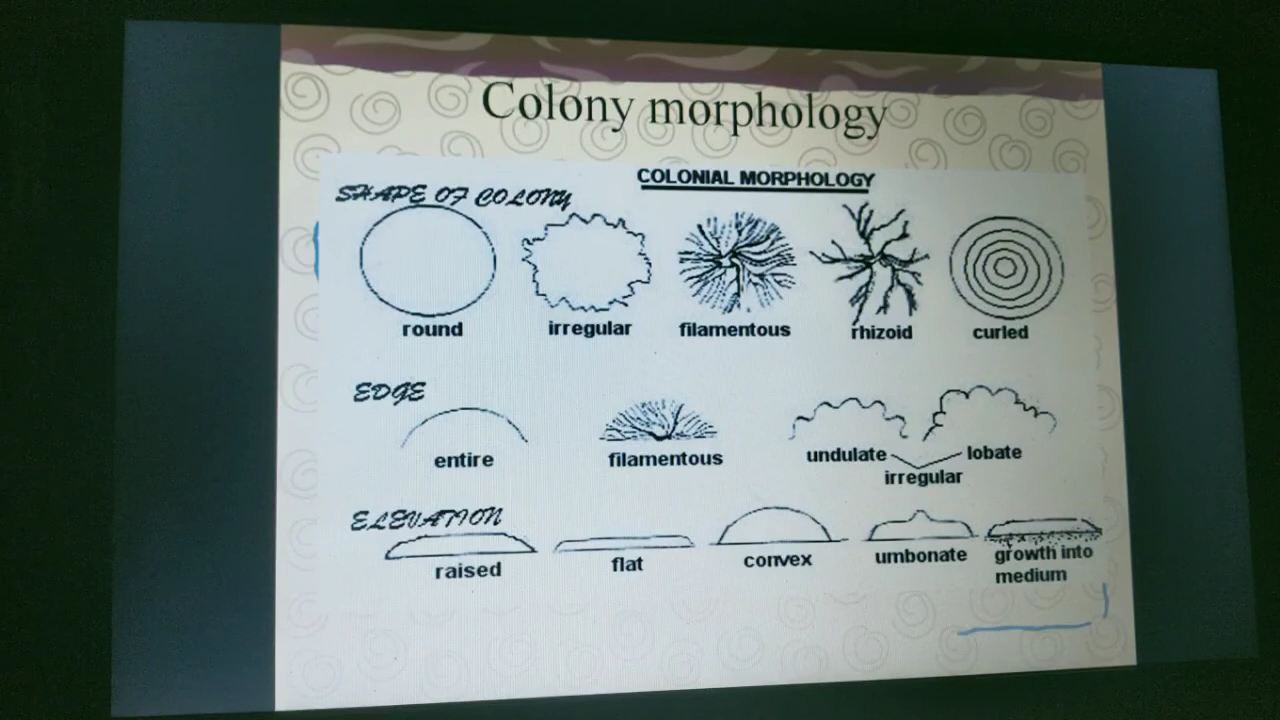 Colony morphology
COLONIAL MORPHOLOGY
SHAPE OF COLONY
round irregular filamentous rhizoid curled
EDGE
entire filamentous undulate lobate
irregular
ELEVATION
raised flat convex umbonate growth into
medium